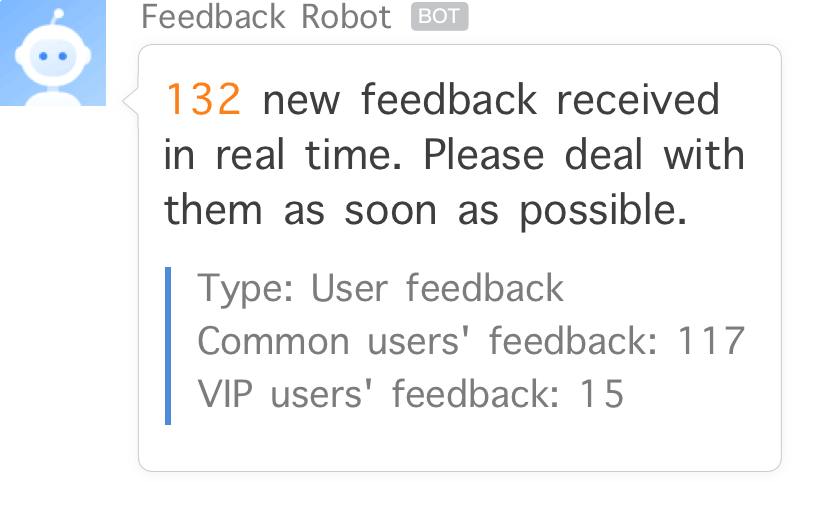 Feedback Robot BOT
132 new feedback received
in real time. Please deal with
them as soon as possible.
Type: User feedback
Common users' feedback: 117
VIP users' feedback: 15